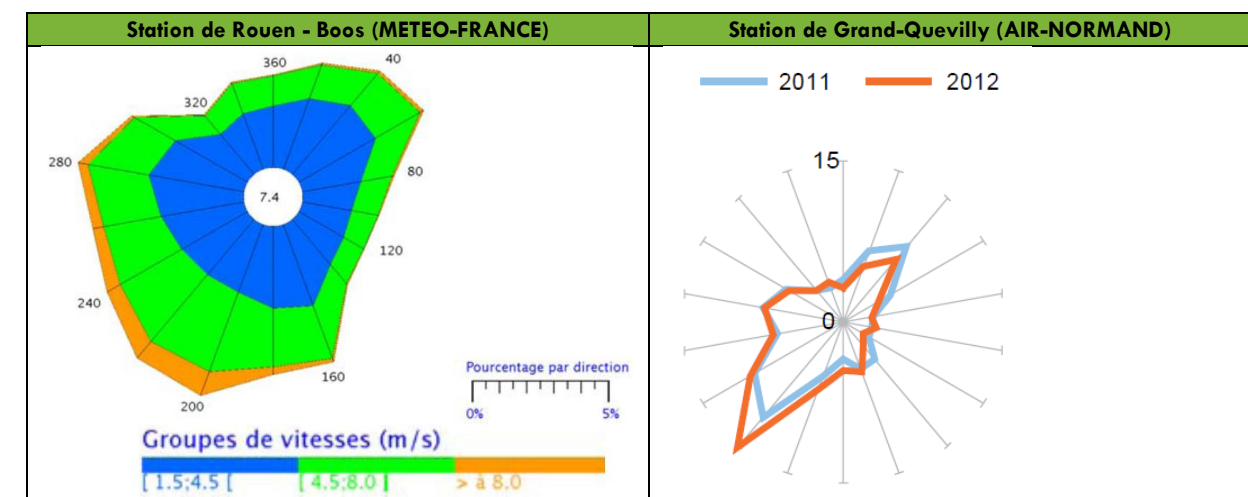 Station de Rouen - Boos (METEO-FRANCE)
Station de Grand-Quevilly (AIR-NORMAND)
360
40
320
280
80
7.4
120
240
160
200
Pourcentage par direction
0%
5%
Groupes de vitesses (m/s)
[ 1.5;4.5 [
[ 4.5;8.0 ]
> à 8.0
2011
2012
15
0